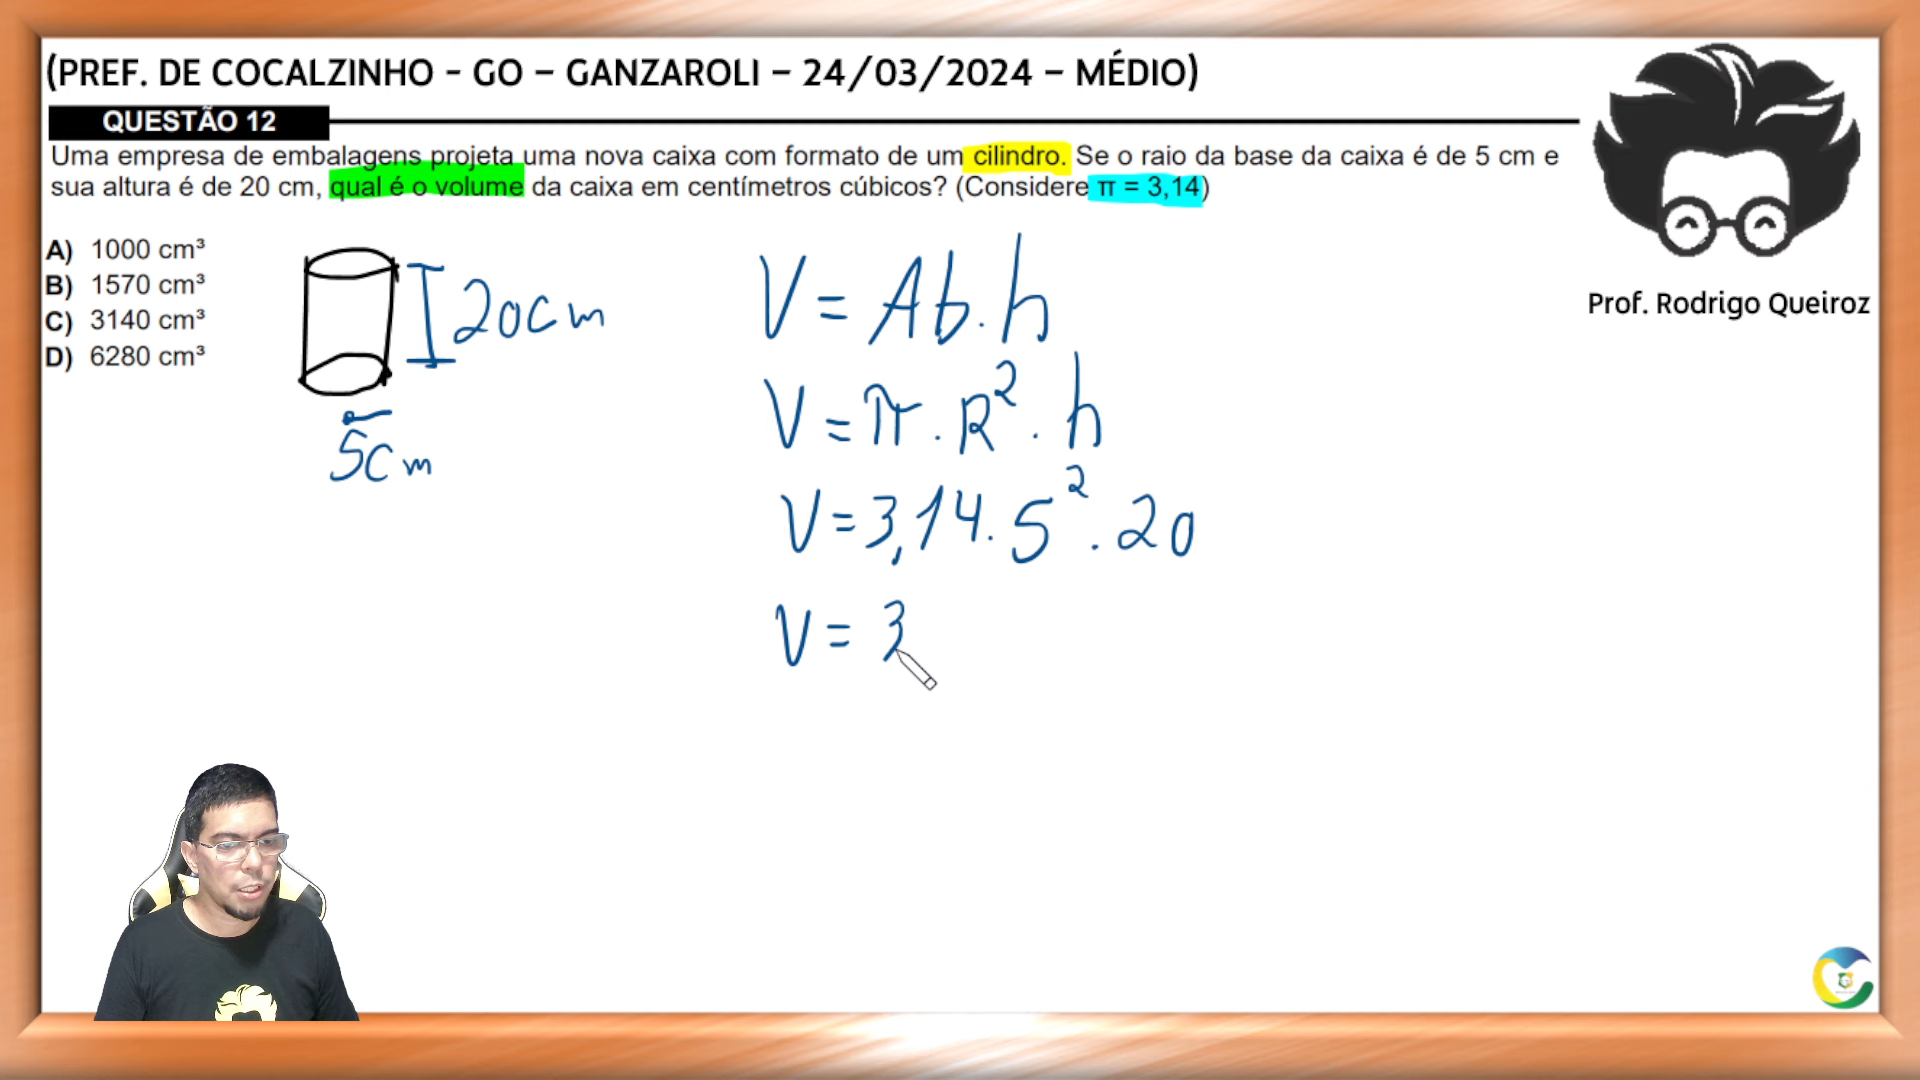 (PREF. DE COCALZINHO - GO – GANZAROLI – 24/03/2024 – MÉDIO)
QUESTÃO 12
Uma empresa de embalagens projeta uma nova caixa com formato de um cilindro. Se o raio da base da caixa é de 5 cm e
sua altura é de 20 cm, qual é o volume da caixa em centímetros cúbicos? (Considere π = 3,14)
A) 1000 cm³
B) 1570 cm³
C) 3140 cm³
D) 6280 cm³
20cm
5cm
V = Ab.h
V = π . R² . h
V = 3,14 . 5² . 20
V = 3
Prof. Rodrigo Queiroz